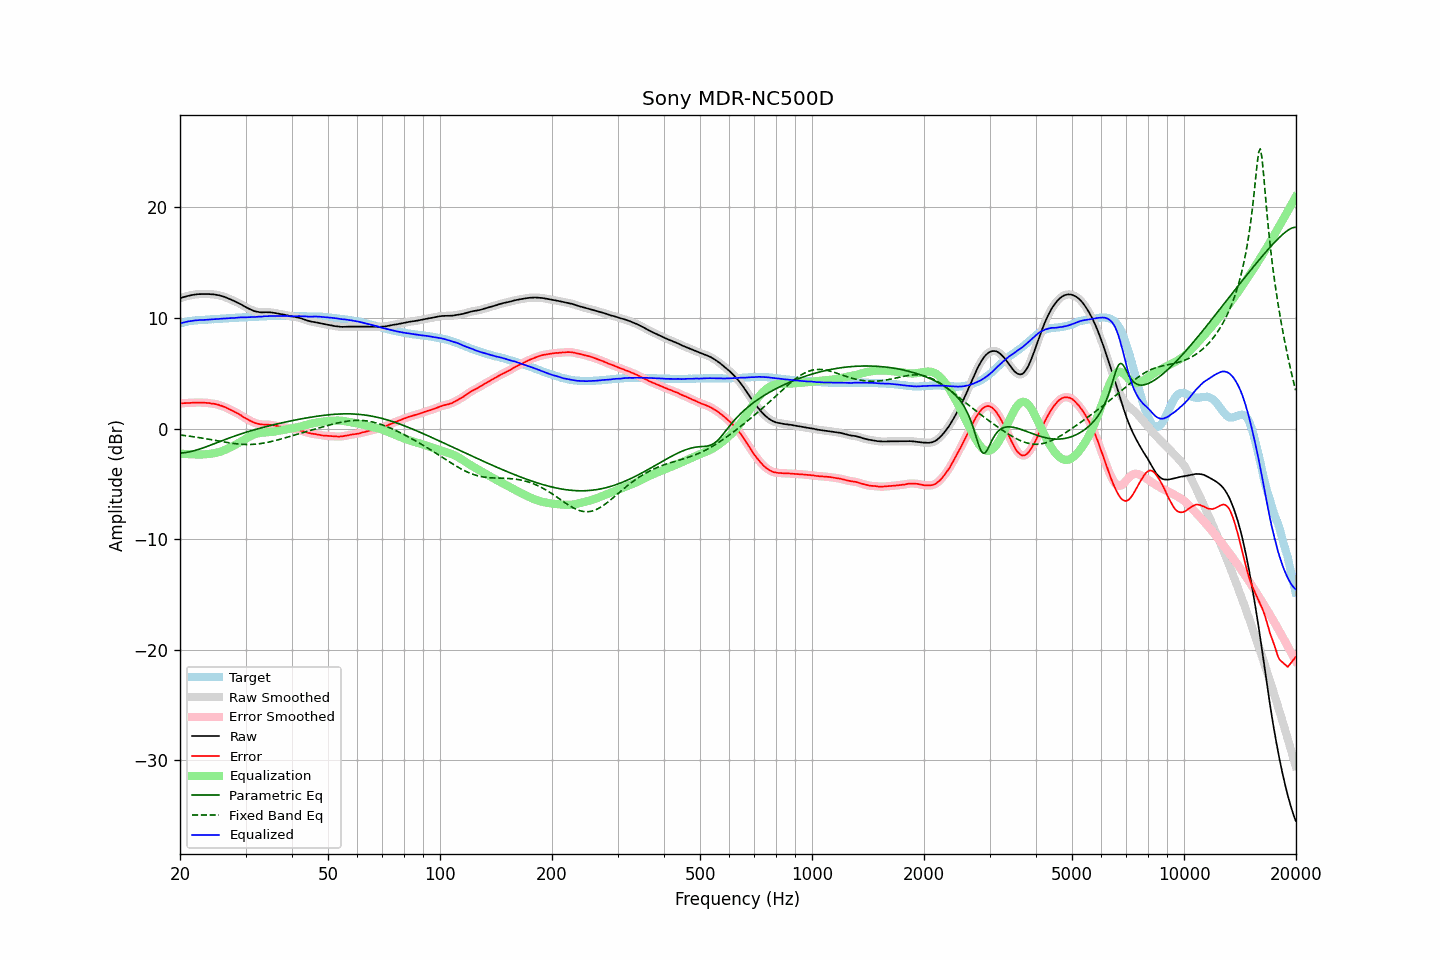 Sony MDR-NC500D
Amplitude (dBr)
20
10
0
−10
−20
−30
Target
Raw Smoothed
Error Smoothed
Raw
Error
Equalization
Parametric Eq
Fixed Band Eq
Equalized
20
50
100
200
500
1000
2000
5000
10000
20000
Frequency (Hz)